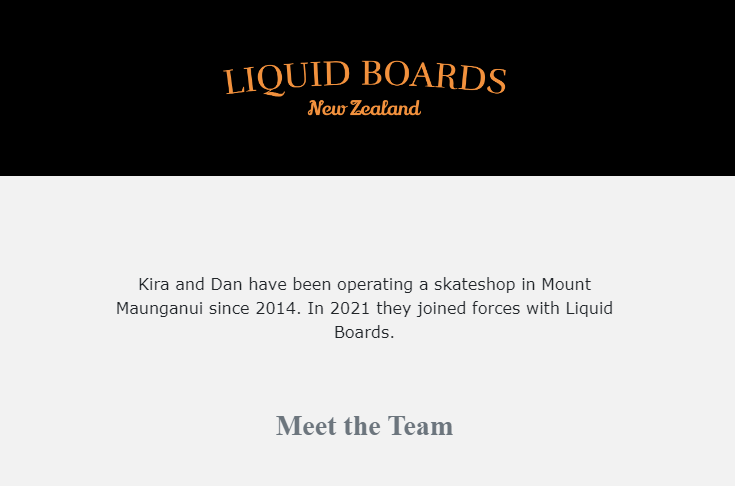 LIQUID BOARDS
New Zealand
Kira and Dan have been operating a skateshop in Mount
Maunganui since 2014. In 2021 they joined forces with Liquid
Boards.
Meet the Team